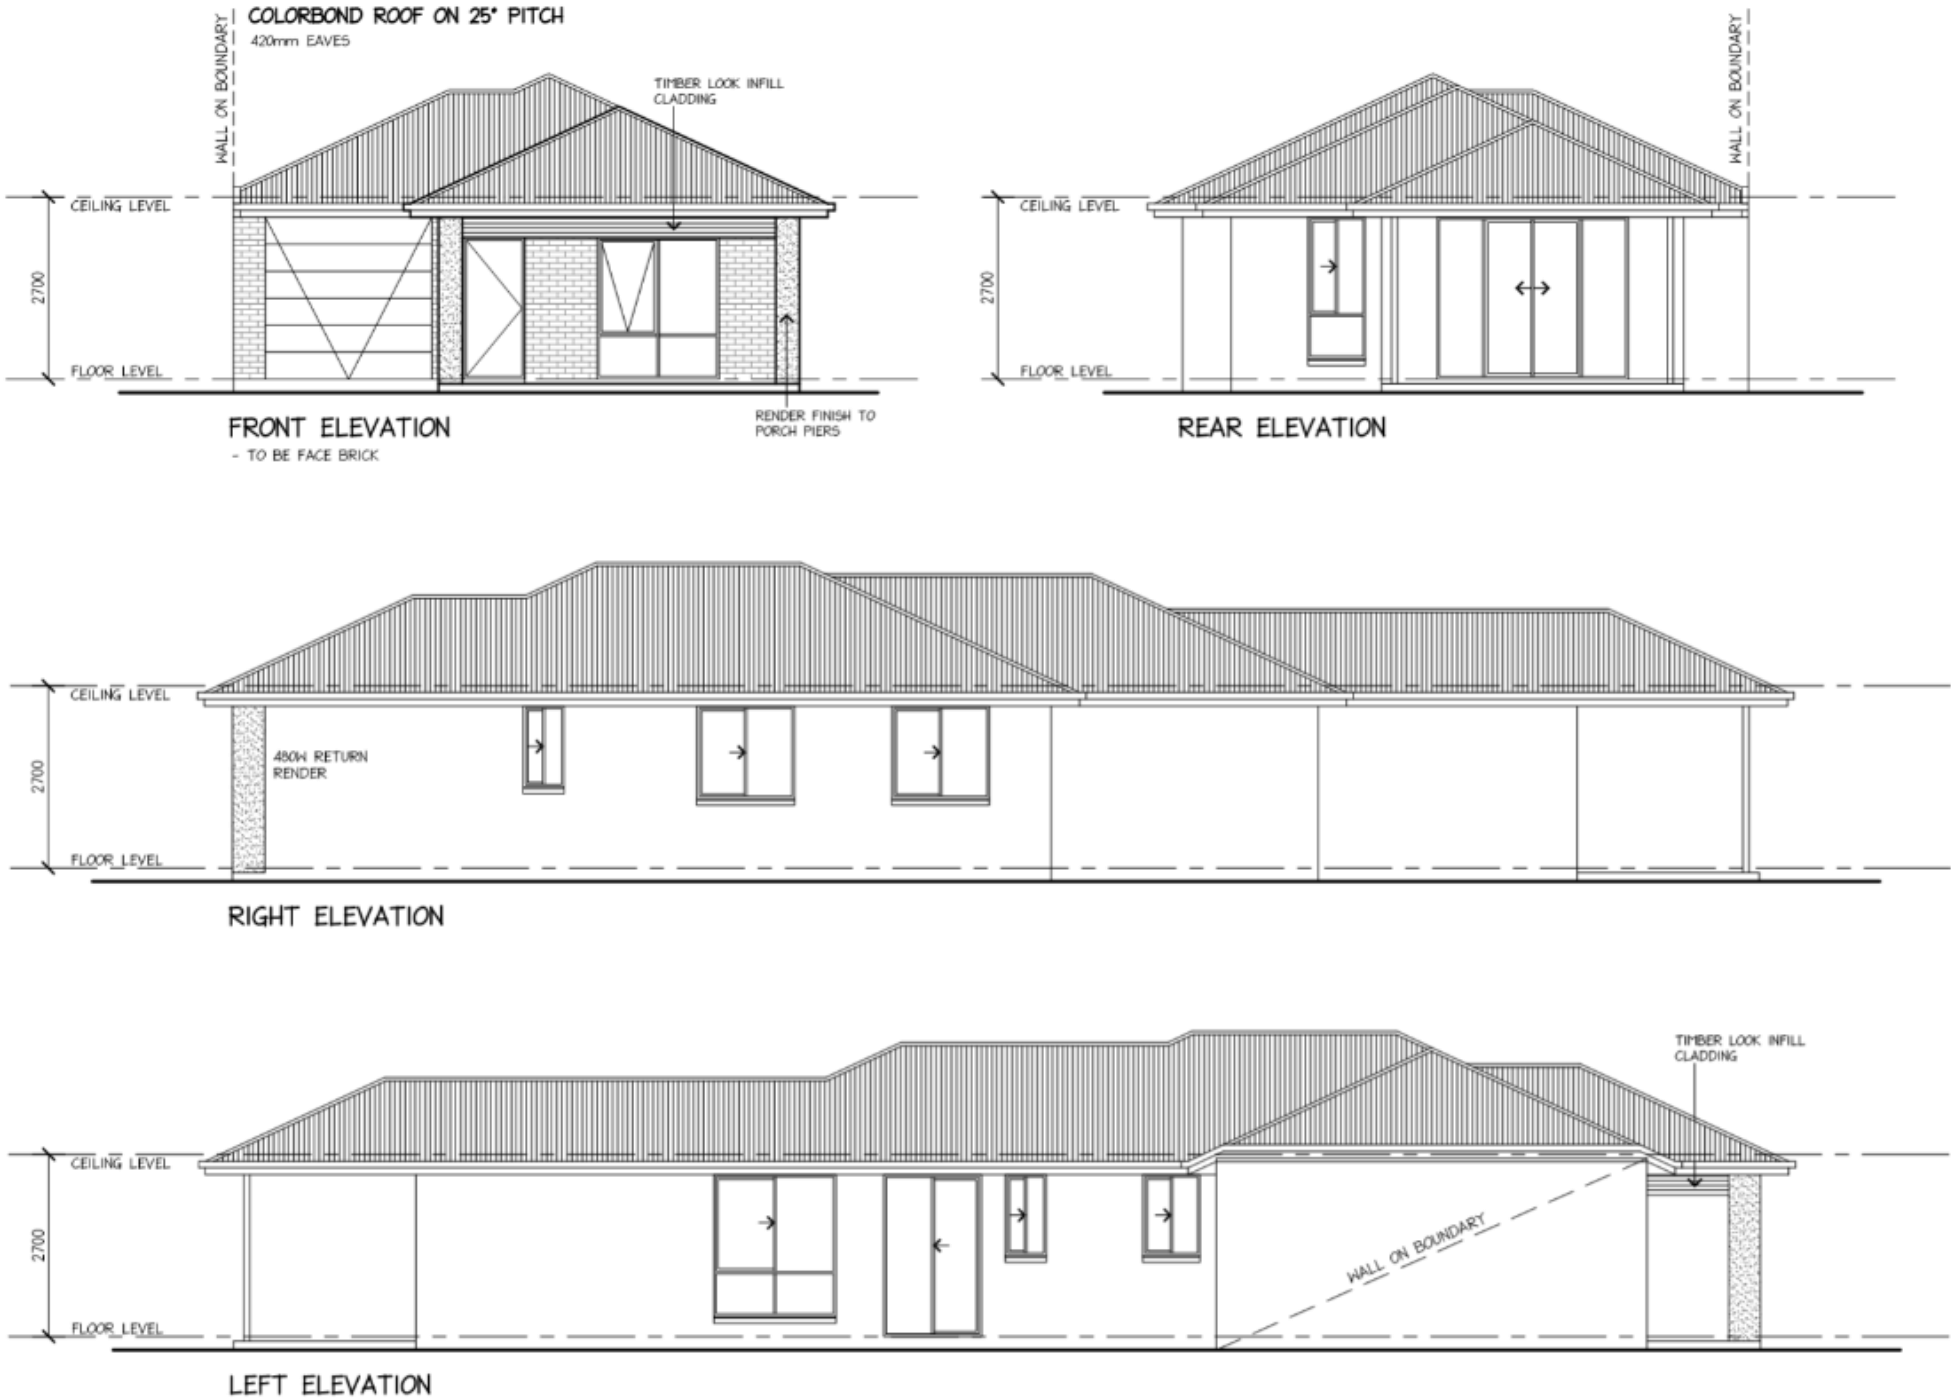 COLORBOND ROOF ON 25° PITCH
420mm EAVES
WALL ON BOUNDARY
TIMBER LOOK INFILL
CLADDING
CEILING LEVEL
2700
FLOOR LEVEL
FRONT ELEVATION
- TO BE FACE BRICK
RENDER FINISH TO
PORCH PIERS
WALL ON BOUNDARY
CEILING LEVEL
2700
FLOOR LEVEL
REAR ELEVATION
CEILING LEVEL
2700
480W RETURN
RENDER
FLOOR LEVEL
RIGHT ELEVATION
TIMBER LOOK INFILL
CLADDING
CEILING LEVEL
2700
WALL ON BOUNDARY
FLOOR LEVEL
LEFT ELEVATION